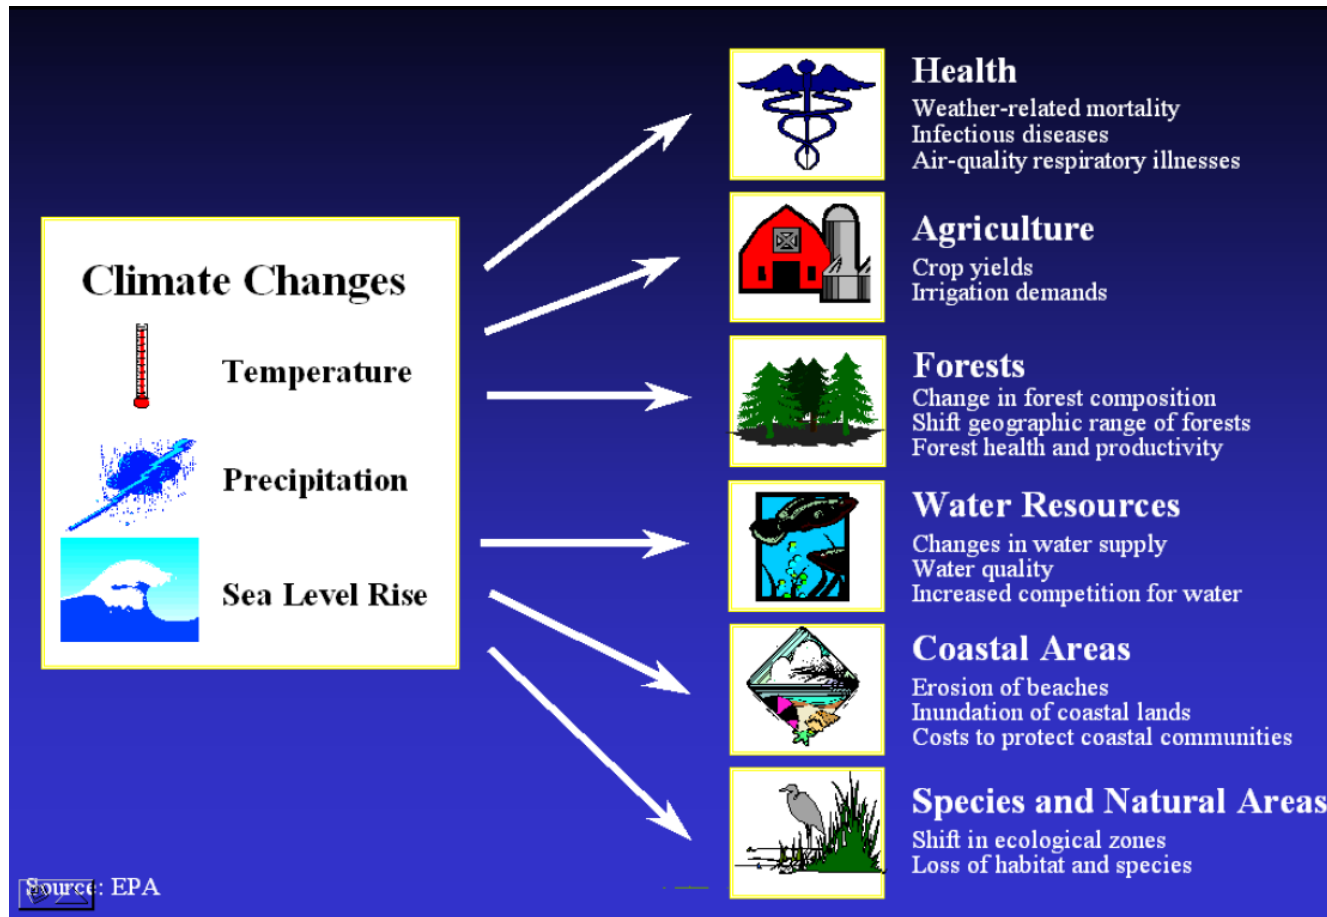 Climate Changes
Temperature
Precipitation
Sea Level Rise
Health
Weather-related mortality
Infectious diseases
Air-quality respiratory illnesses
Agriculture
Crop yields
Irrigation demands
Forests
Change in forest composition
Shift geographic range of forests
Forest health and productivity
Water Resources
Changes in water supply
Water quality
Increased competition for water
Coastal Areas
Erosion of beaches
Inundation of coastal lands
Costs to protect coastal communities
Species and Natural Areas
Shift in ecological zones
Loss of habitat and species
Source: EPA